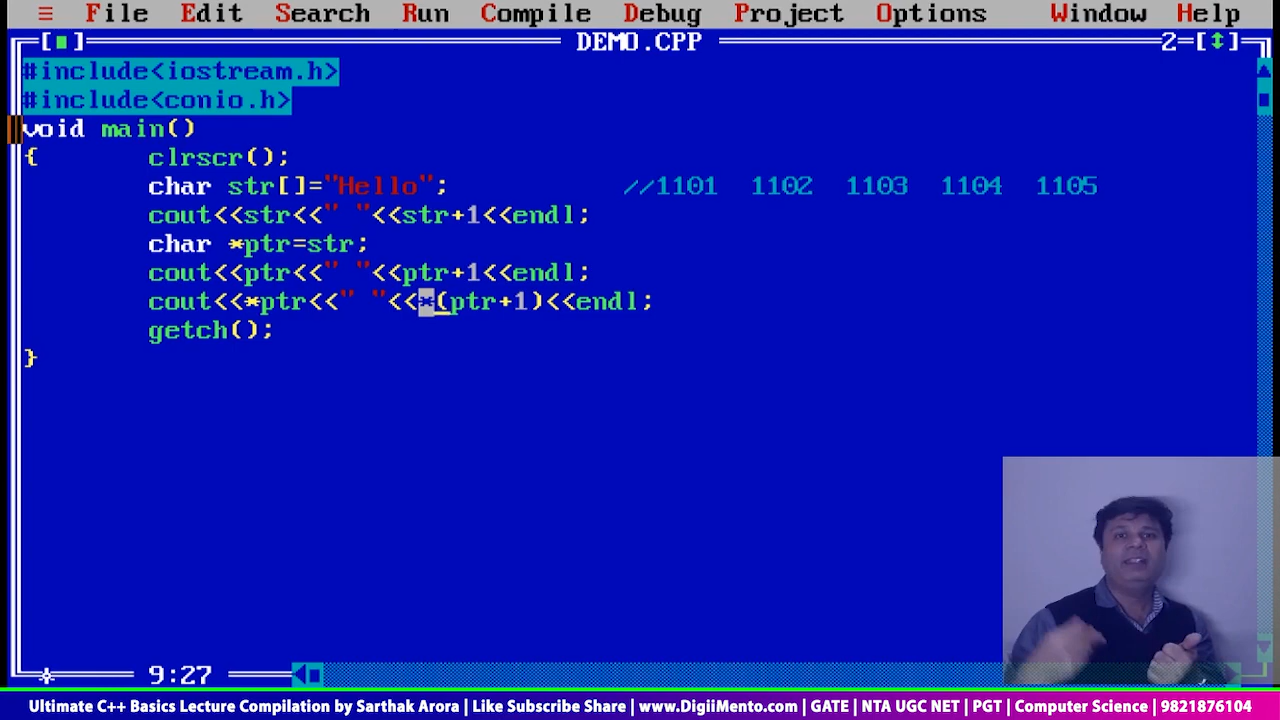 ≡ File Edit Search Run Compile Debug Project Options Window Help
[■] DEMO.CPP 2=[↕]
#include<iostream.h>
#include<conio.h>
void main()
{ clrscr();
char str[]="Hello"; //1101 1102 1103 1104 1105
cout<<str<<" "<<str+1<<endl;
char *ptr=str;
cout<<ptr<<" "<<ptr+1<<endl;
cout<<*ptr<<" "<<*(ptr+1)<<endl;
getch();
}
9:27
Ultimate C++ Basics Lecture Compilation by Sarthak Arora | Like Subscribe Share | www.DigiiMento.com | GATE | NTA UGC NET | PGT | Computer Science | 9821876104